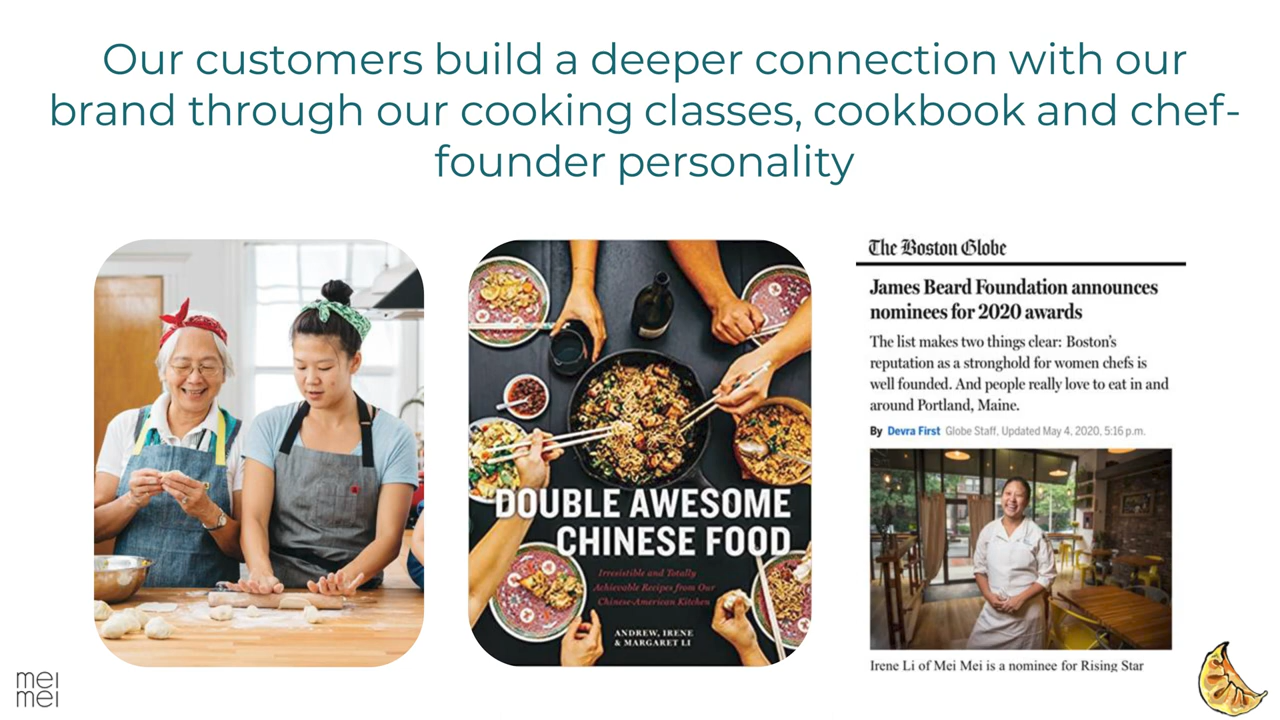 Our customers build a deeper connection with our
brand through our cooking classes, cookbook and chef-
founder personality
The Boston Globe
James Beard Foundation announces
nominees for 2020 awards
The list makes two things clear: Boston's
reputation as a stronghold for women chefs is
well founded. And people really love to eat in and
around Portland, Maine.
By Devra First Globe Staff, Updated May 4, 2020, 5:16 p.m.
Irene Li of Mei Mei is a nominee for Rising Star
DOUBLE AWESOME
CHINESE FOOD
Irresistible and Totally
Achievable Recipes from Our
Chinese-American Kitchen
ANDREW, IRENE
& MARGARET LI
mei
mei